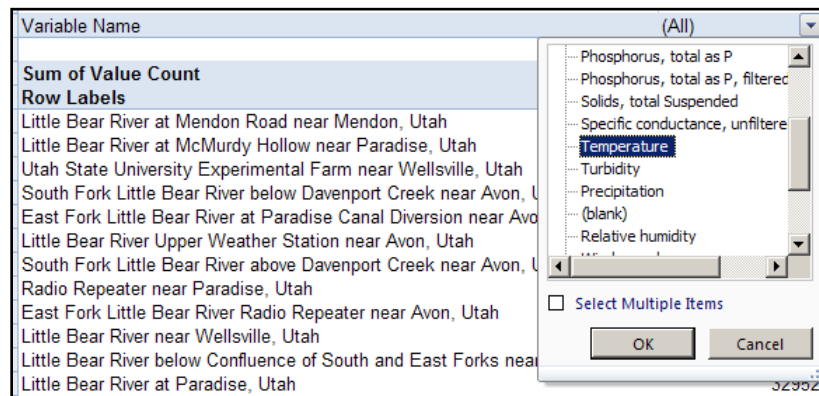 Variable Name (All)
Sum of Value Count
Row Labels
Little Bear River at Mendon Road near Mendon, Utah
Little Bear River at McMurdy Hollow near Paradise, Utah
Utah State University Experimental Farm near Wellsville, Utah
South Fork Little Bear River below Davenport Creek near Avon, U
East Fork Little Bear River at Paradise Canal Diversion near Avo
Little Bear River Upper Weather Station near Avon, Utah
South Fork Little Bear River above Davenport Creek near Avon, U
Radio Repeater near Paradise, Utah
East Fork Little Bear River Radio Repeater near Avon, Utah
Little Bear River near Wellsville, Utah
Little Bear River below Confluence of South and East Forks near
Little Bear River at Paradise, Utah 32952
Phosphorus, total as P
Phosphorus, total as P, filtered
Solids, total Suspended
Specific conductance, unfiltere
Temperature
Turbidity
Precipitation
(blank)
Relative humidity
Select Multiple Items
OK Cancel